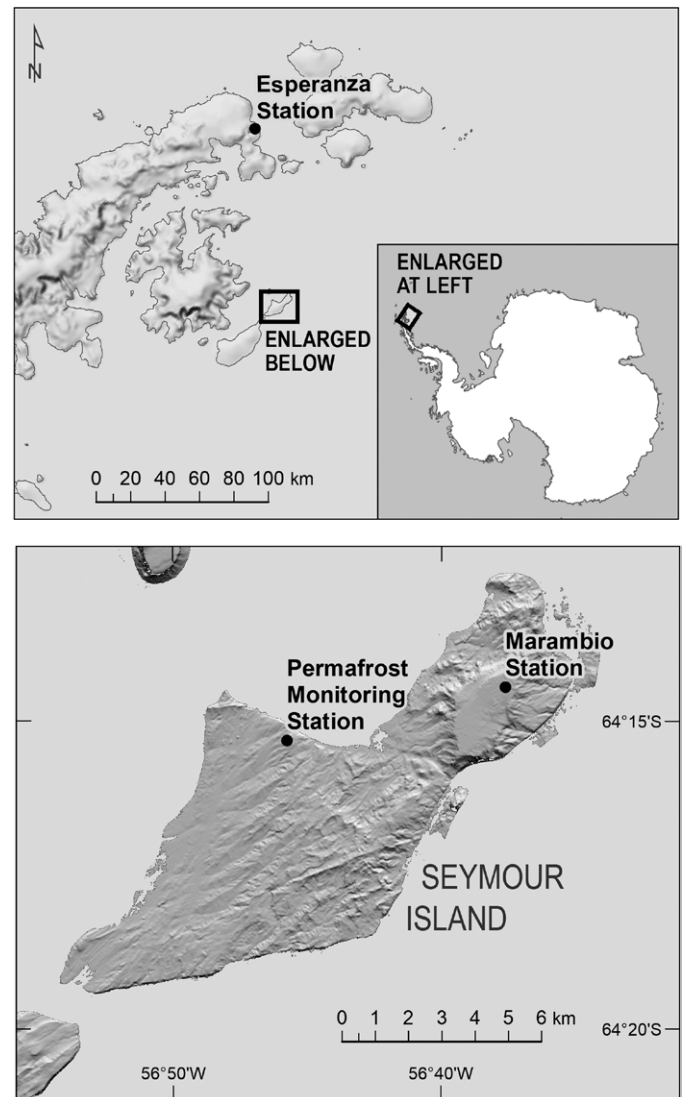 N
Esperanza
Station
ENLARGED
AT LEFT
ENLARGED
BELOW
0 20 40 60 80 100 km
Marambio
Station
Permafrost
Monitoring
Station
64°15'S
SEYMOUR
ISLAND
0 1 2 3 4 5 6 km
64°20'S
56°50'W 56°40'W